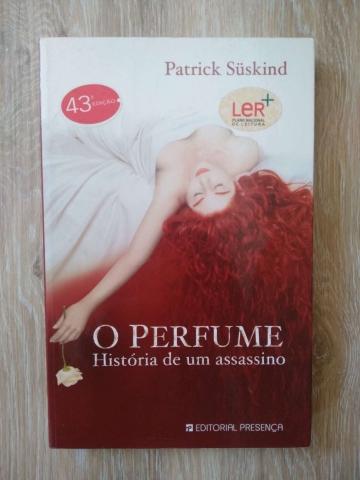 Patrick Süskind
43ª
EDIÇÃO
LeR+
PLANO NACIONAL
DE LEITURA
O PERFUME
História de um assassino
EDITORIAL PRESENÇA